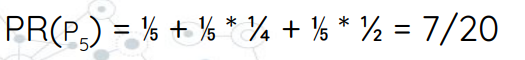 PR(P₅) = ⅕ + ⅕ * ¼ + ⅕ * ½ = 7/20